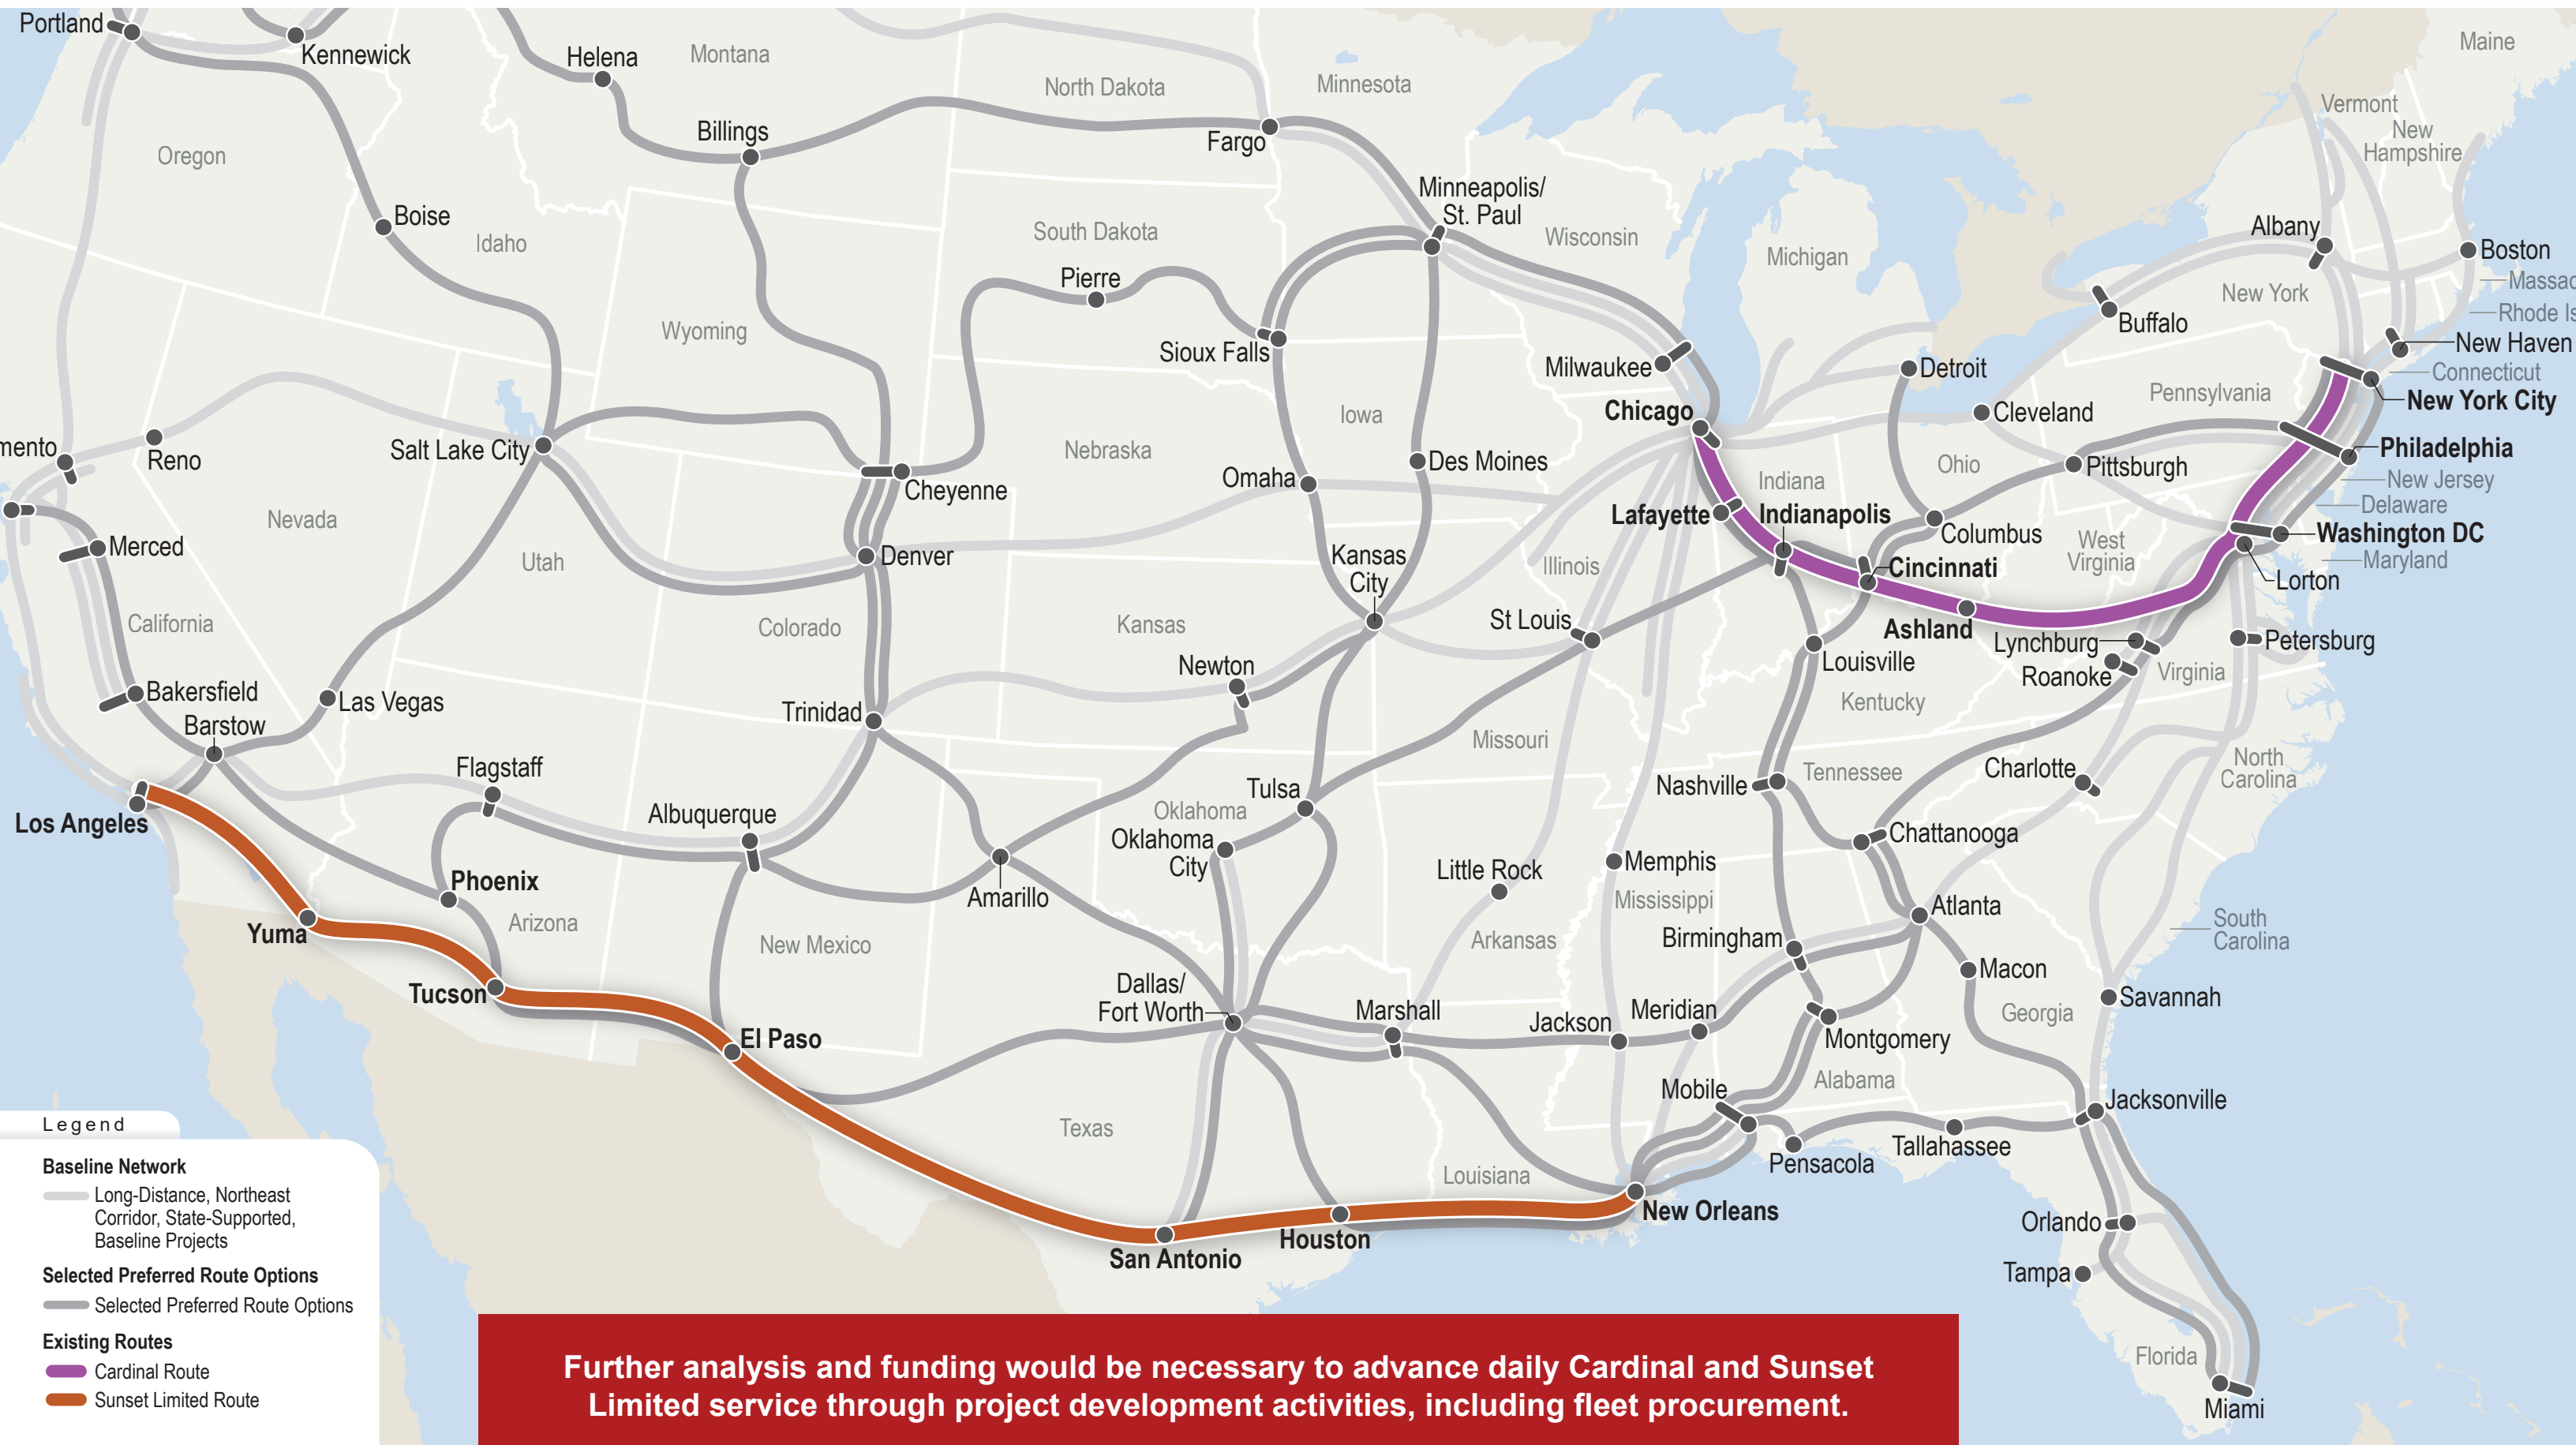 Portland
Kennewick
Helena
Montana
North Dakota
Minnesota
Maine
Vermont
New
Hampshire
Oregon
Billings
Fargo
Boise
Idaho
South Dakota
Minneapolis/
St. Paul
Wisconsin
Michigan
Albany
Boston
Massac
Pierre
New York
Rhode Is
Wyoming
Sioux Falls
Buffalo
New Haven
Milwaukee
Detroit
Connecticut
Pennsylvania
New York City
Chicago
Iowa
Cleveland
mento
Reno
Salt Lake City
Nebraska
Des Moines
Ohio
Pittsburgh
Philadelphia
Omaha
Indiana
New Jersey
Cheyenne
Delaware
Nevada
Lafayette
Indianapolis
Columbus
Washington DC
Merced
Utah
Denver
Kansas
City
Illinois
Cincinnati
West
Virginia
Maryland
Lorton
California
Colorado
Kansas
St Louis
Ashland
Lynchburg
Petersburg
Newton
Louisville
Roanoke
Virginia
Bakersfield
Las Vegas
Kentucky
Barstow
Trinidad
Missouri
Flagstaff
Tulsa
Nashville
Tennessee
Charlotte
North
Carolina
Los Angeles
Albuquerque
Oklahoma
Oklahoma
City
Chattanooga
Phoenix
Amarillo
Little Rock
Memphis
Mississippi
Arizona
Yuma
New Mexico
Arkansas
Birmingham
Atlanta
South
Carolina
Tucson
Dallas/
Fort Worth
Marshall
Jackson
Meridian
Macon
Savannah
Georgia
El Paso
Montgomery
Mobile
Alabama
Jacksonville
Texas
Louisiana
Pensacola
Tallahassee
New Orleans
San Antonio
Houston
Orlando
Tampa
Florida
Miami
Legend
Baseline Network
Long-Distance, Northeast
Corridor, State-Supported,
Baseline Projects
Selected Preferred Route Options
Selected Preferred Route Options
Existing Routes
Cardinal Route
Sunset Limited Route
Further analysis and funding would be necessary to advance daily Cardinal and Sunset
Limited service through project development activities, including fleet procurement.